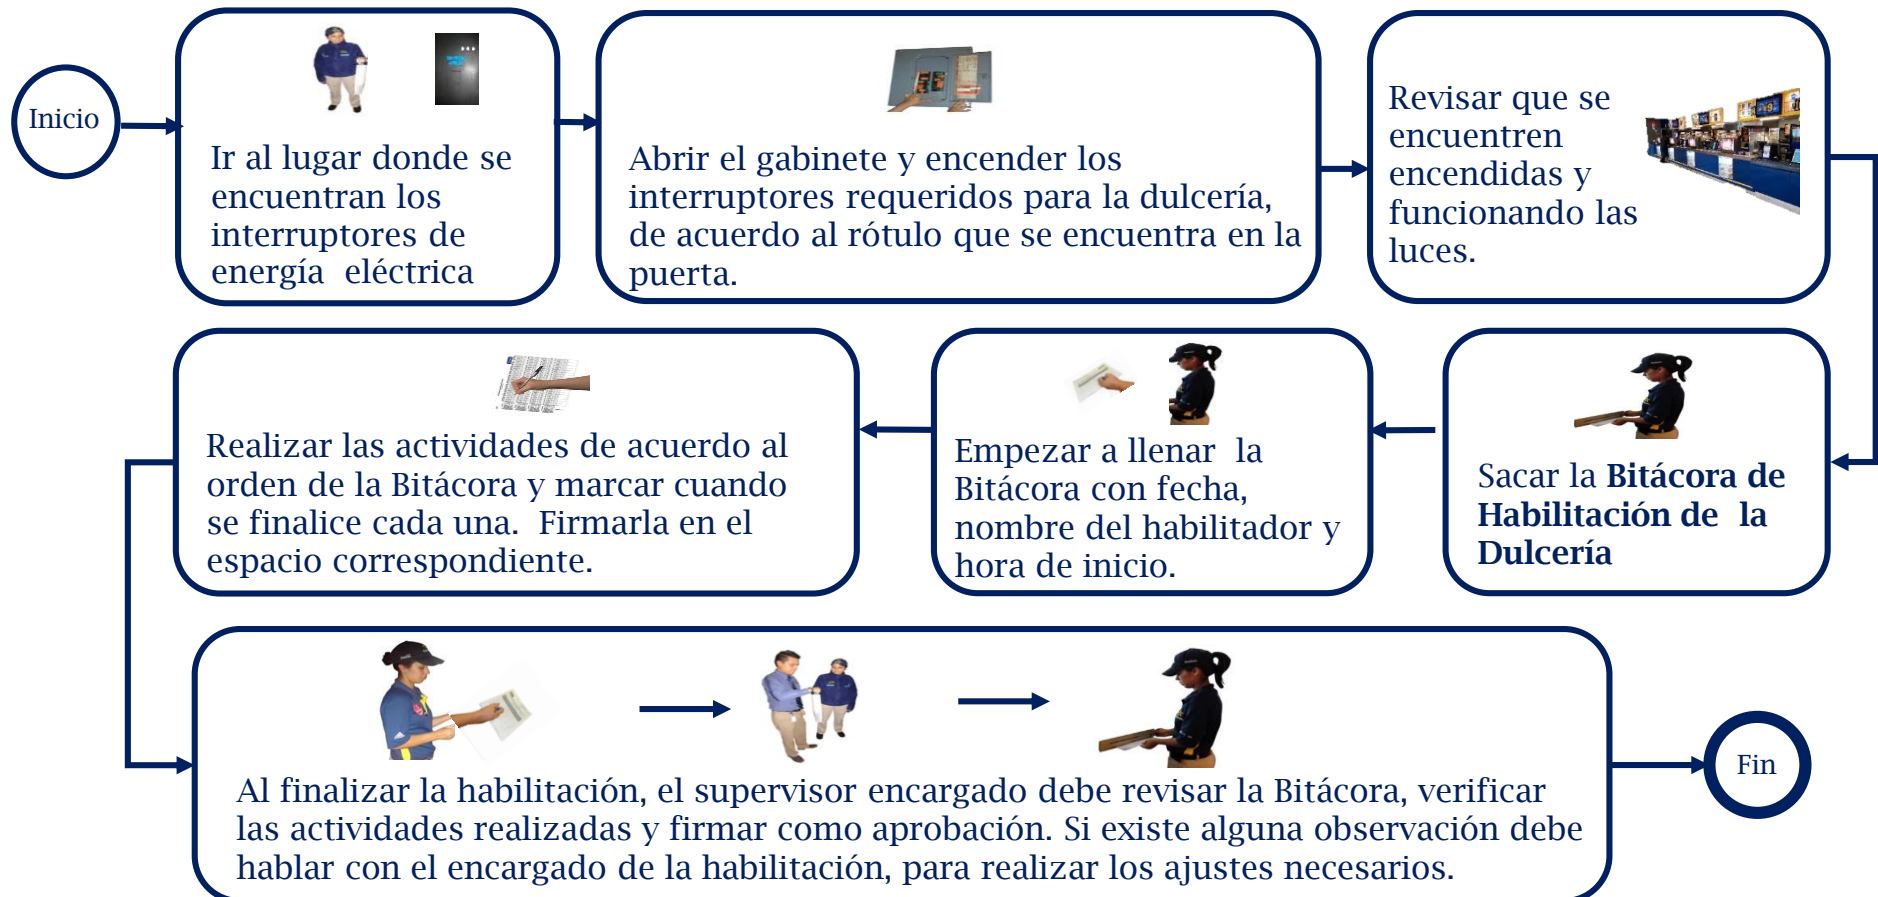 Inicio
Ir al lugar donde se
encuentran los
interruptores de
energía  eléctrica
Abrir el gabinete y encender los
interruptores requeridos para la dulcería,
de acuerdo al rótulo que se encuentra en la
puerta.
Revisar que se
encuentren
encendidas y
funcionando las
luces.
Sacar la Bitácora de
Habilitación de  la
Dulcería
Empezar a llenar  la
Bitácora con fecha,
nombre del habilitador y
hora de inicio.
Realizar las actividades de acuerdo al
orden de la Bitácora y marcar cuando
se finalice cada una.  Firmarla en el
espacio correspondiente.
Al finalizar la habilitación, el supervisor encargado debe revisar la Bitácora, verificar
las actividades realizadas y firmar como aprobación. Si existe alguna observación debe
hablar con el encargado de la habilitación, para realizar los ajustes necesarios.
Fin